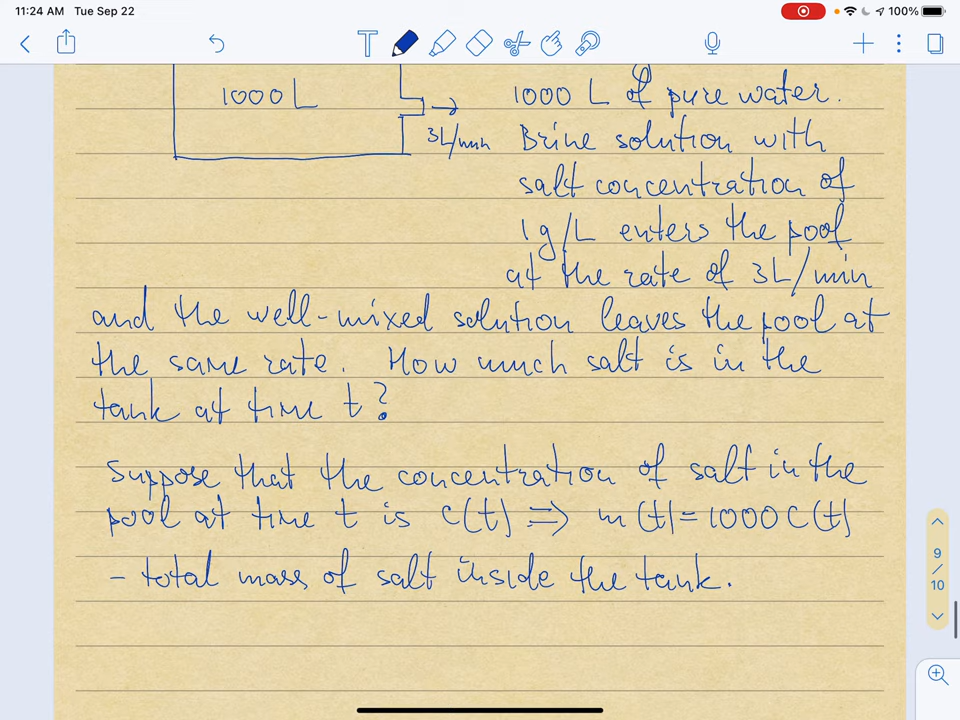 11:24 AM Tue Sep 22
100%
1000 L
3L/min
1000 L of pure water.
Brine solution with
salt concentration of
1g/L enters the pool
at the rate of 3L/min
and the well-mixed solution leaves the pool at
the same rate. How much salt is in the
tank at time t?
Suppose that the concentration of salt in the
pool at time t is c(t) ⟹ m(t) = 1000 c(t)
- total mass of salt inside the tank.
9
/
10